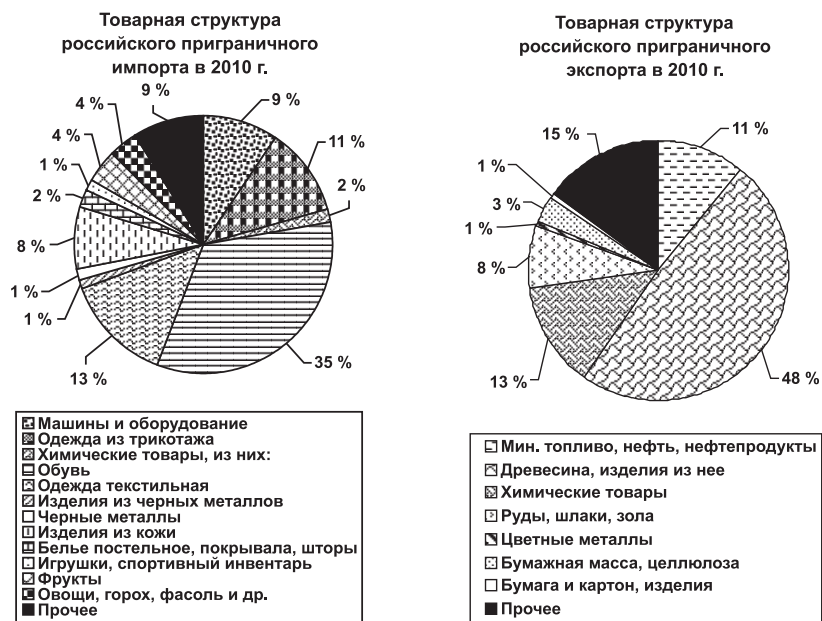 Товарная структура
российского приграничного
импорта в 2010 г.
9 %
9 %
4 %
11 %
4 %
1 %
2 %
2 %
8 %
1 %
1 %
13 %
35 %
Машины и оборудование
Одежда из трикотажа
Химические товары, из них:
Обувь
Одежда текстильная
Изделия из черных металлов
Черные металлы
Изделия из кожи
Белье постельное, покрывала, шторы
Игрушки, спортивный инвентарь
Фрукты
Овощи, горох, фасоль и др.
Прочее
Товарная структура
российского приграничного
экспорта в 2010 г.
15 %
11 %
1 %
3 %
1 %
8 %
13 %
48 %
Мин. топливо, нефть, нефтепродукты
Древесина, изделия из нее
Химические товары
Руды, шлаки, зола
Цветные металлы
Бумажная масса, целлюлоза
Бумага и картон, изделия
Прочее